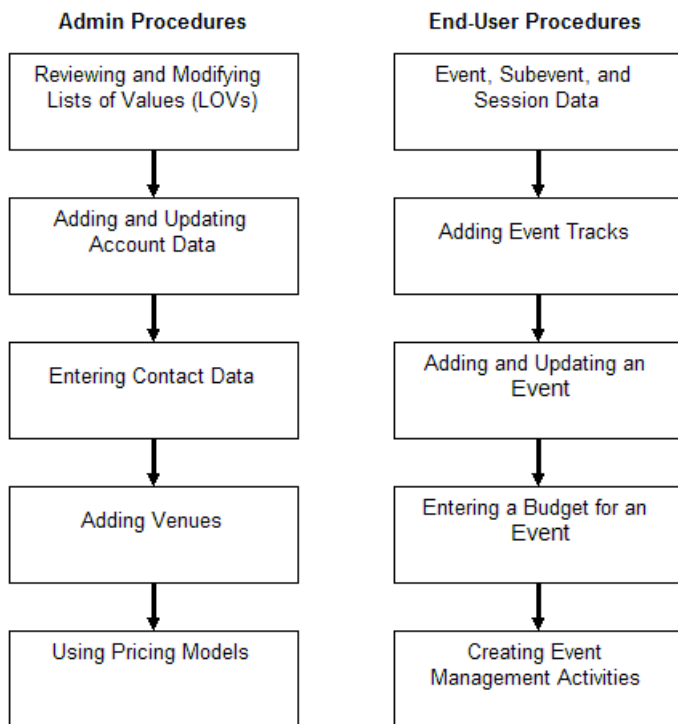 Admin Procedures
Reviewing and Modifying
Lists of Values (LOVs)
Adding and Updating
Account Data
Entering Contact Data
Adding Venues
Using Pricing Models
End-User Procedures
Event, Subevent, and
Session Data
Adding Event Tracks
Adding and Updating an
Event
Entering a Budget for an
Event
Creating Event
Management Activities